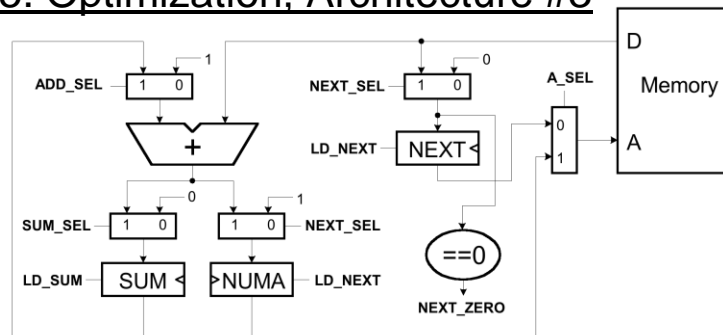 5: Optimization, Architecture #3
D
Memory
A
1
ADD_SEL
1 0
0
NEXT_SEL
1 0
A_SEL
0
1
+
LD_NEXT
NEXT
0
SUM_SEL
1 0
1
1 0
NEXT_SEL
==0
LD_SUM
SUM
NUMA
LD_NEXT
NEXT_ZERO